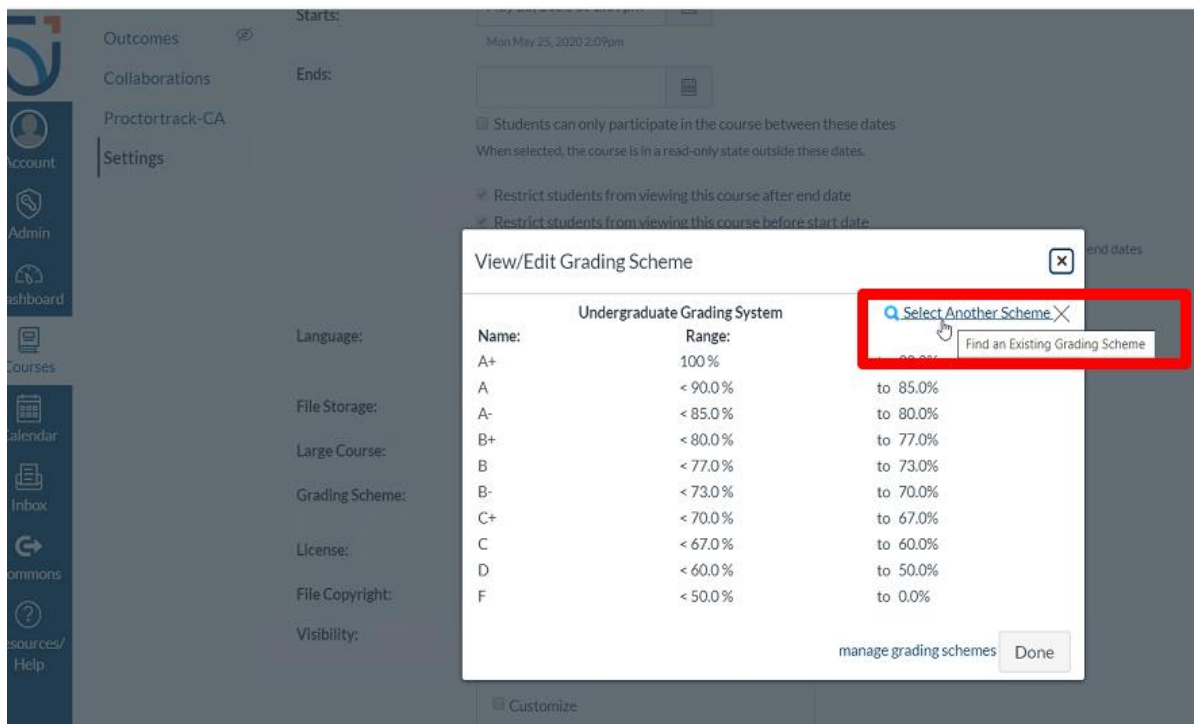 Starts:
Outcomes
Mon May 25, 2020 2:09pm
Collaborations
Ends:
Proctortrack-CA
Students can only participate in the course between these dates
Settings
When selected, the course is in a read-only state outside these dates.
Account
Restrict students from viewing this course after end date
Restrict students from viewing this course before start date
end dates
Admin
View/Edit Grading Scheme
ashboard
Undergraduate Grading System
Select Another Scheme
Find an Existing Grading Scheme
Language:
Name: Range:
Courses
A+ 100 %
A < 90.0 % to 85.0%
A- < 85.0 % to 80.0%
File Storage:
B+ < 80.0 % to 77.0%
alendar
Large Course:
B < 77.0 % to 73.0%
B- < 73.0 % to 70.0%
Grading Scheme:
Inbox
C+ < 70.0 % to 67.0%
C < 67.0 % to 60.0%
License:
ommons
D < 60.0 % to 50.0%
File Copyright:
F < 50.0 % to 0.0%
Visibility:
esources/
Help
manage grading schemes Done
Customize